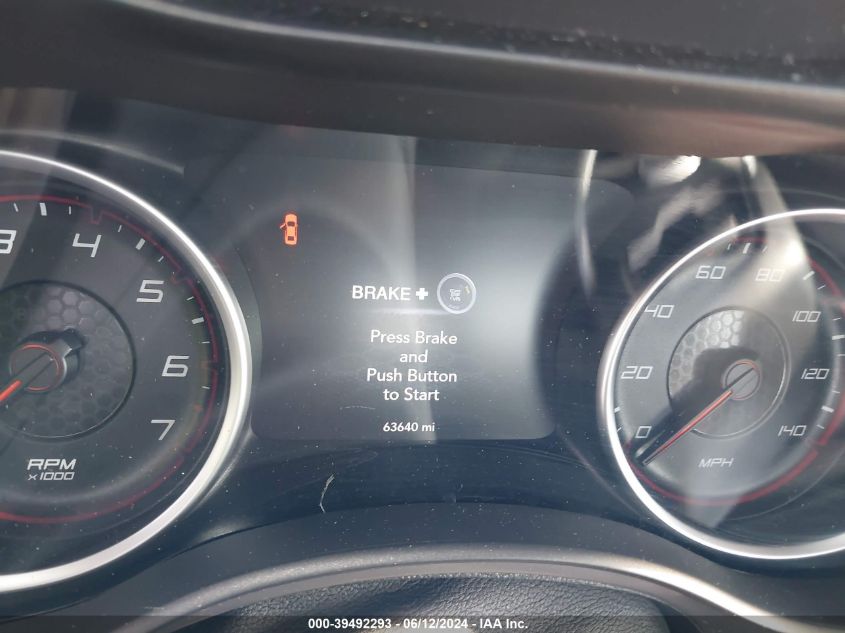 3
4
5
6
7
RPM
x1000
BRAKE +
Press Brake
and
Push Button
to Start
63640 mi
0
20
40
60
80
100
120
140
MPH
000-39492293 - 06/12/2024 - IAA Inc.